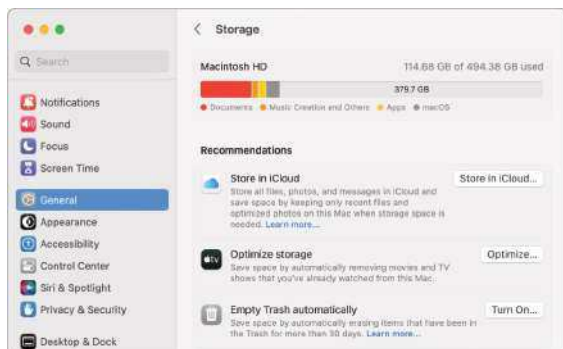 Storage
Search
Macintosh HD
114.68 GB of 494.38 GB used
379.7 GB
Documents Music Creation and Others Apps macOS
Notifications
Sound
Focus
Screen Time
General
Appearance
Accessibility
Control Center
Siri & Spotlight
Privacy & Security
Desktop & Dock
Recommendations
Store in iCloud
Store in iCloud...
Store all files, photos, and messages in iCloud and
save space by keeping only recent files and
optimized photos on this Mac when storage space is
needed. Learn more...
tv
Optimize storage
Optimize...
Save space by automatically removing movies and TV
shows that you've already watched from this Mac.
Empty Trash automatically
Turn On...
Save space by automatically erasing items that have been in
the Trash for more than 30 days. Learn more...